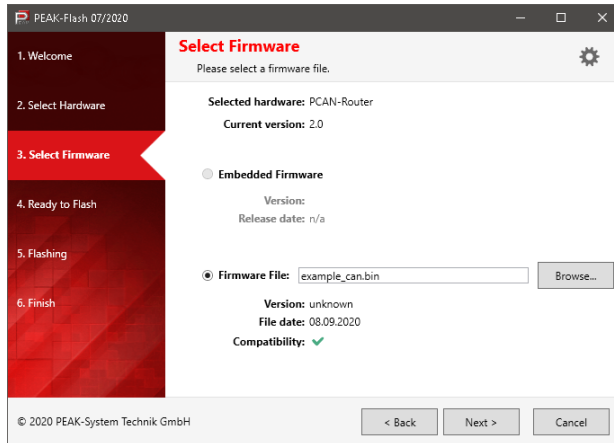 PEAK-Flash 07/2020
1. Welcome
2. Select Hardware
3. Select Firmware
4. Ready to Flash
5. Flashing
6. Finish
Select Firmware
Please select a firmware file.
Selected hardware: PCAN-Router
Current version: 2.0
Embedded Firmware
Version:
Release date: n/a
Firmware File: example_can.bin Browse...
Version: unknown
File date: 08.09.2020
Compatibility:
© 2020 PEAK-System Technik GmbH
< Back Next > Cancel